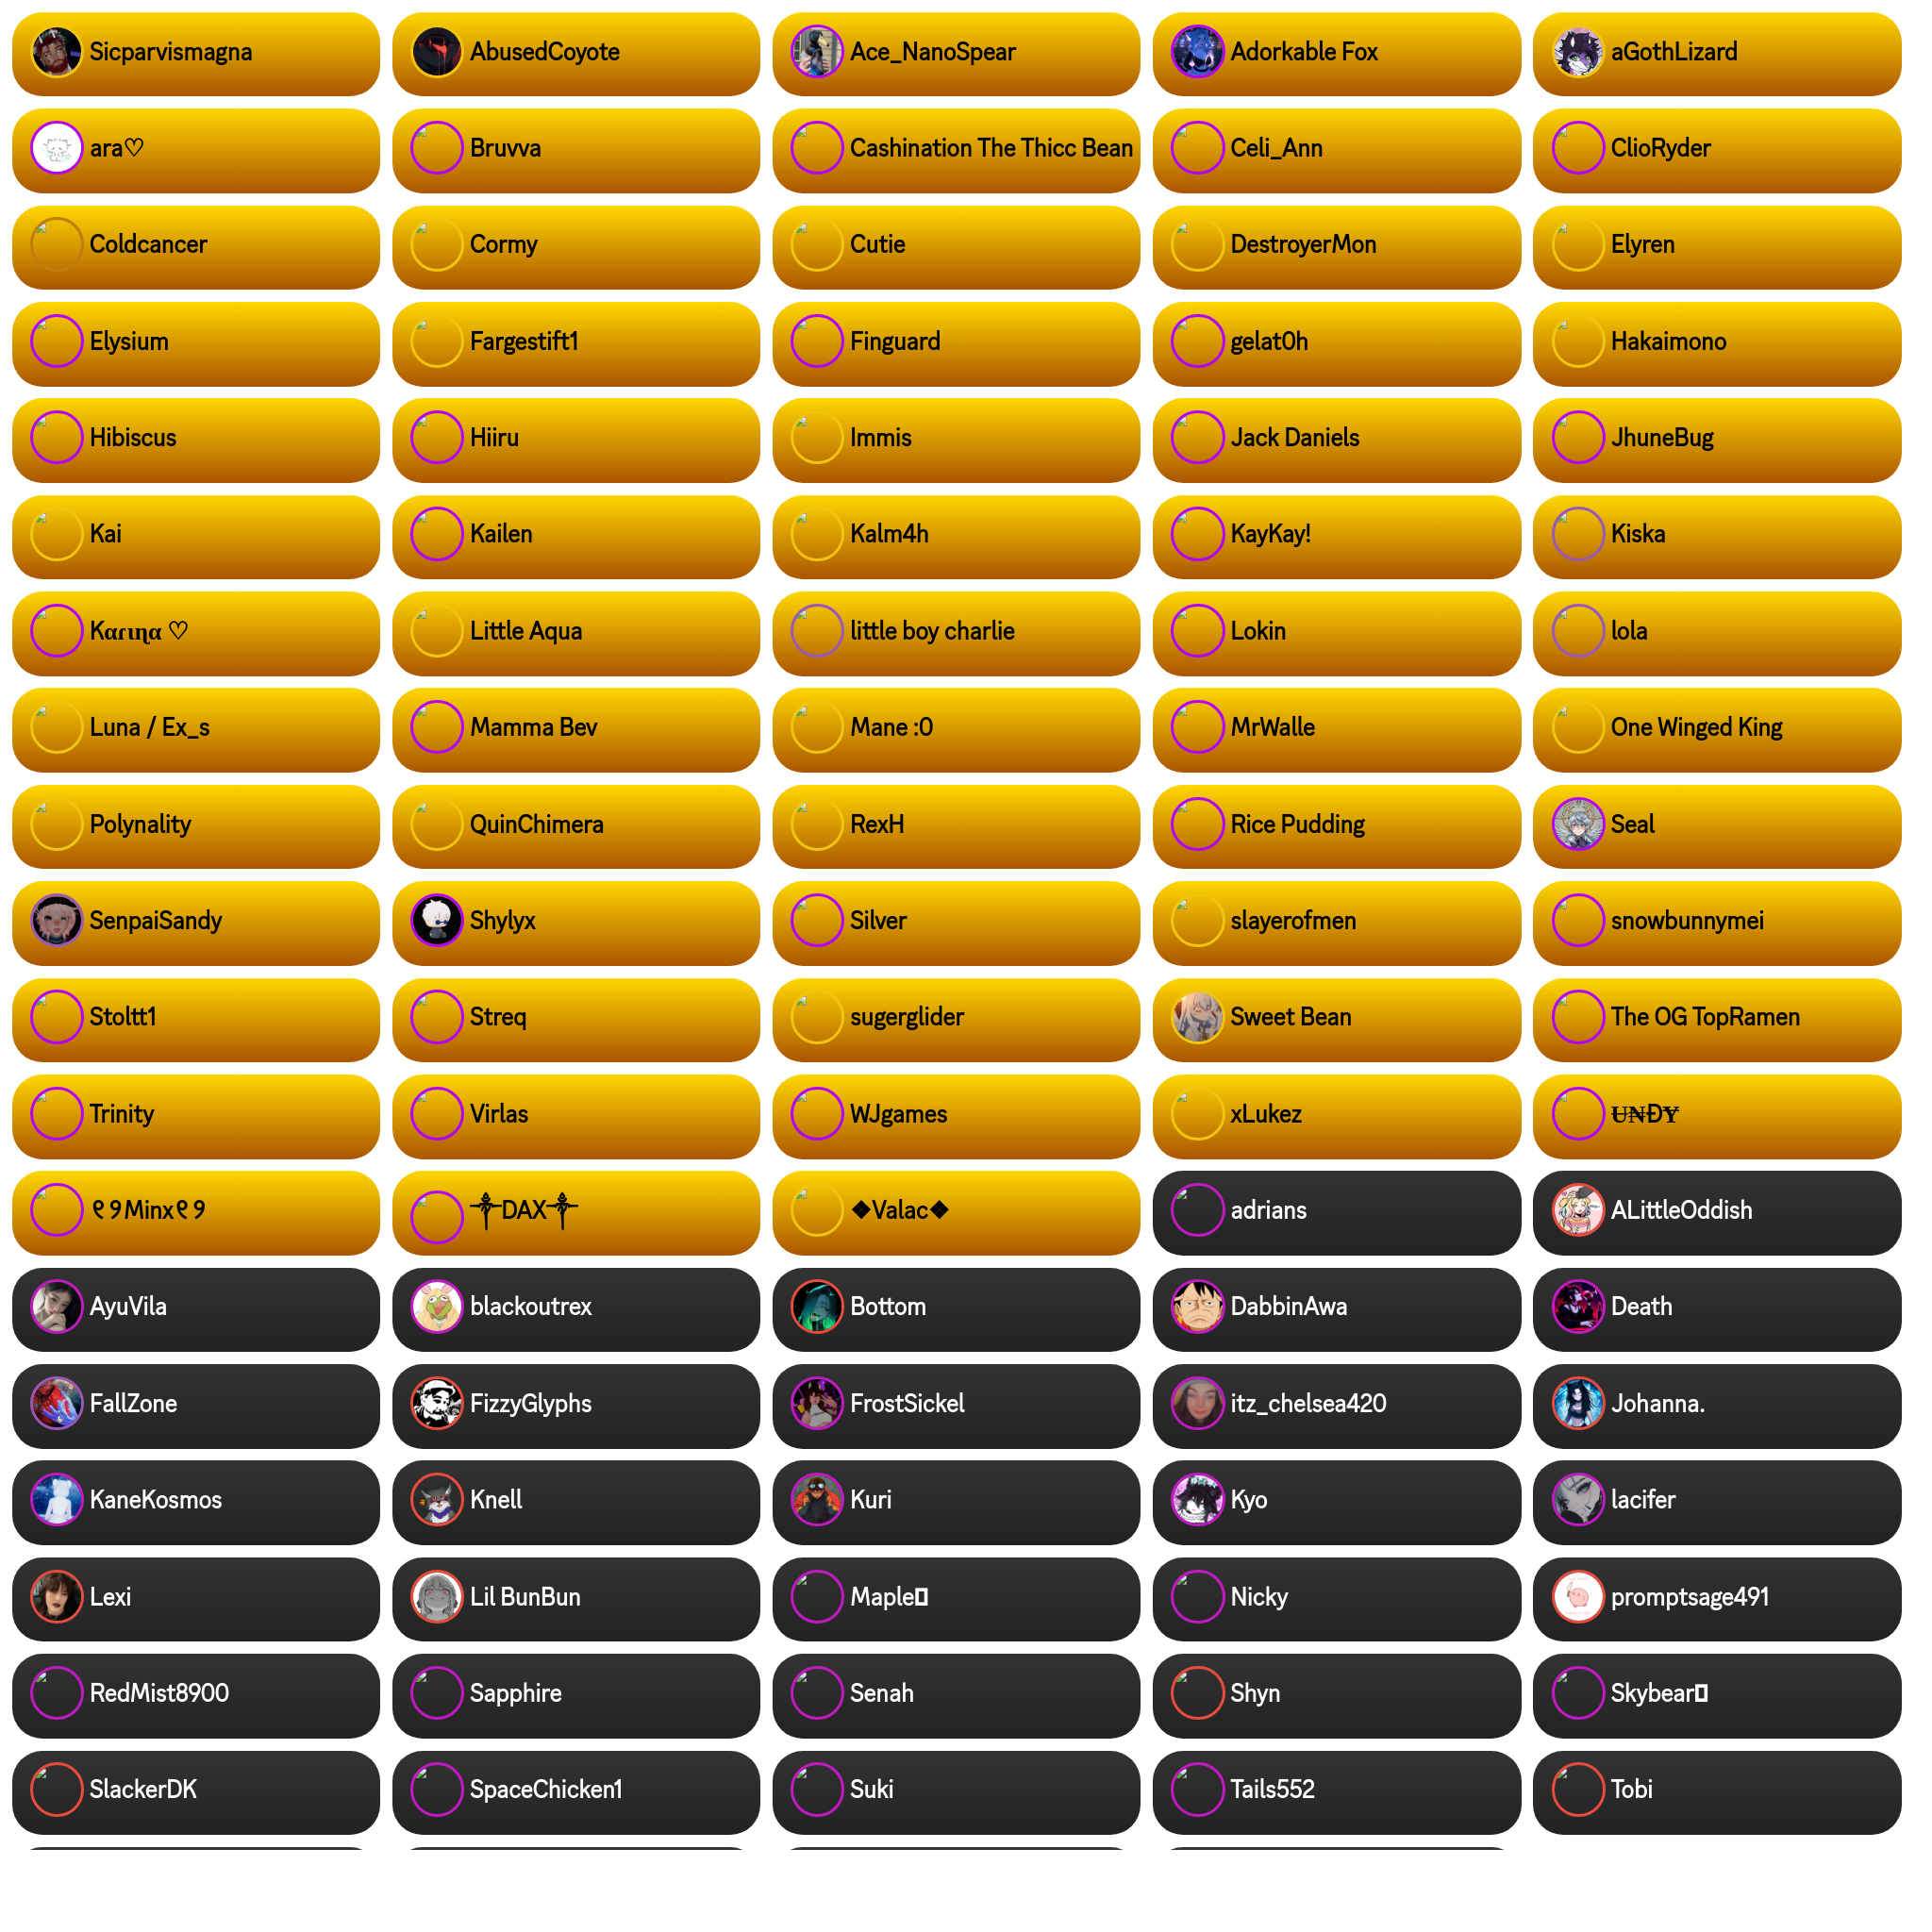 Sicparvismagna
AbusedCoyote
Ace_NanoSpear
Adorkable Fox
aGothLizard
ara♡
Bruvva
Cashination The Thicc Bean
Celi_Ann
ClioRyder
Coldcancer
Cormy
Cutie
DestroyerMon
Elyren
Elysium
Fargestift1
Finguard
gelat0h
Hakaimono
Hibiscus
Hiiru
Immis
Jack Daniels
JhuneBug
Kai
Kailen
Kalm4h
KayKay!
Kiska
Kαɾιɳα ♡
Little Aqua
little boy charlie
Lokin
lola
Luna / Ex_s
Mamma Bev
Mane :0
MrWalle
One Winged King
Polynality
QuinChimera
RexH
Rice Pudding
Seal
SenpaiSandy
Shylyx
Silver
slayerofmen
snowbunnymei
Stoltt1
Streq
sugerglider
Sweet Bean
The OG TopRamen
Trinity
Virlas
WJgames
xLukez
U̶N̶ĐY̶
୧୨Minx୧୨
༒DAX༒
❖Valac❖
adrians
ALittleOddish
AyuVila
blackoutrex
Bottom
DabbinAwa
Death
FallZone
FizzyGlyphs
FrostSickel
itz_chelsea420
Johanna.
KaneKosmos
Knell
Kuri
Kyo
lacifer
Lexi
Lil BunBun
Maple
Nicky
promptsage491
RedMist8900
Sapphire
Senah
Shyn
Skybear
SlackerDK
SpaceChicken1
Suki
Tails552
Tobi